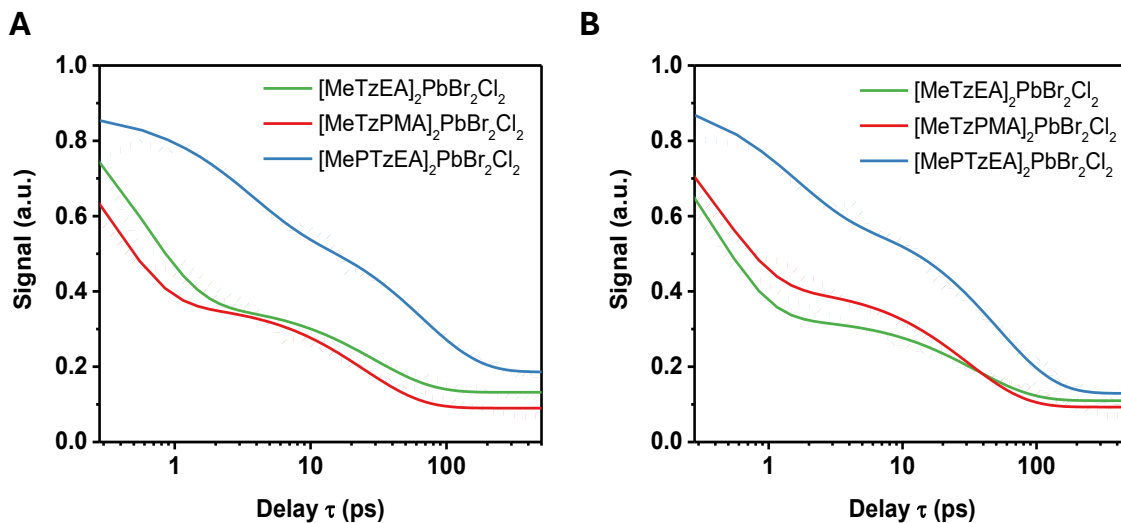 A
1.0
0.8
0.6
0.4
0.2
0.0
Signal (a.u.)
[MeTzEA]₂PbBr₂Cl₂
[MeTzPMA]₂PbBr₂Cl₂
[MePTzEA]₂PbBr₂Cl₂
1
10
100
Delay τ (ps)
B
1.0
0.8
0.6
0.4
0.2
0.0
Signal (a.u.)
[MeTzEA]₂PbBr₂Cl₂
[MeTzPMA]₂PbBr₂Cl₂
[MePTzEA]₂PbBr₂Cl₂
1
10
100
Delay τ (ps)